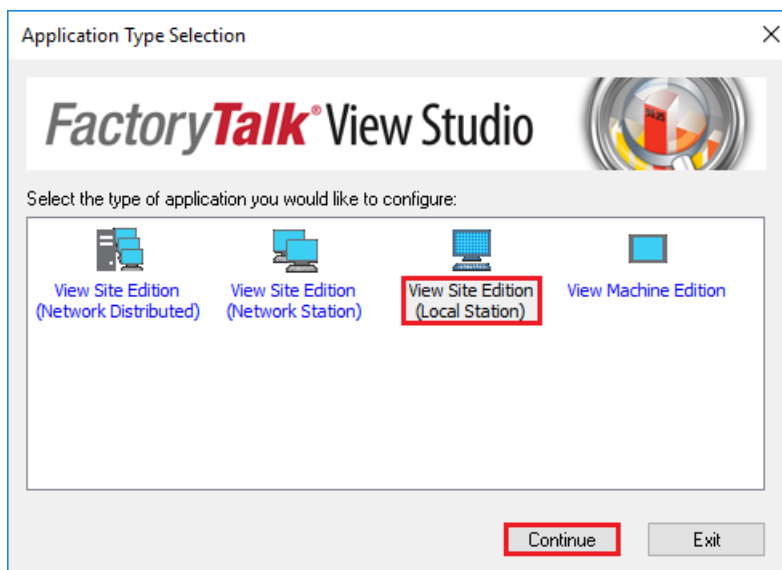 Application Type Selection
FactoryTalk® View Studio
Select the type of application you would like to configure:
View Site Edition
(Network Distributed)
View Site Edition
(Network Station)
View Site Edition
(Local Station)
View Machine Edition
Continue
Exit